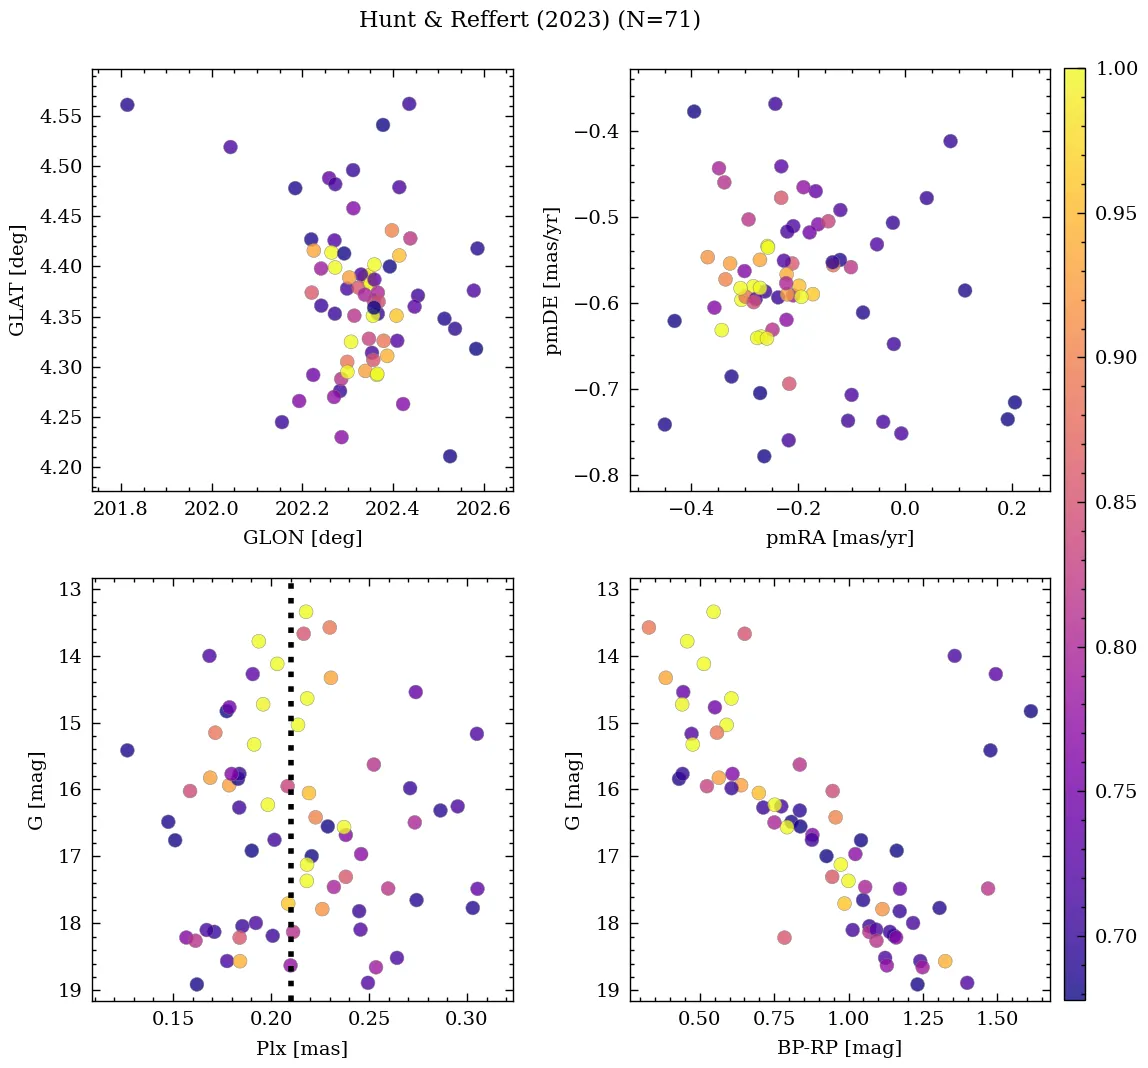 Hunt & Reffert (2023) (N=71)
4.55
4.50
4.45
4.40
4.35
4.30
4.25
4.20
GLAT [deg]
201.8 202.0 202.2 202.4 202.6
GLON [deg]
−0.4
−0.5
−0.6
−0.7
−0.8
pmDE [mas/yr]
−0.4 −0.2 0.0 0.2
pmRA [mas/yr]
13
14
15
16
17
18
19
G [mag]
0.15 0.20 0.25 0.30
Plx [mas]
13
14
15
16
17
18
19
G [mag]
0.50 0.75 1.00 1.25 1.50
BP-RP [mag]
1.00
0.95
0.90
0.85
0.80
0.75
0.70